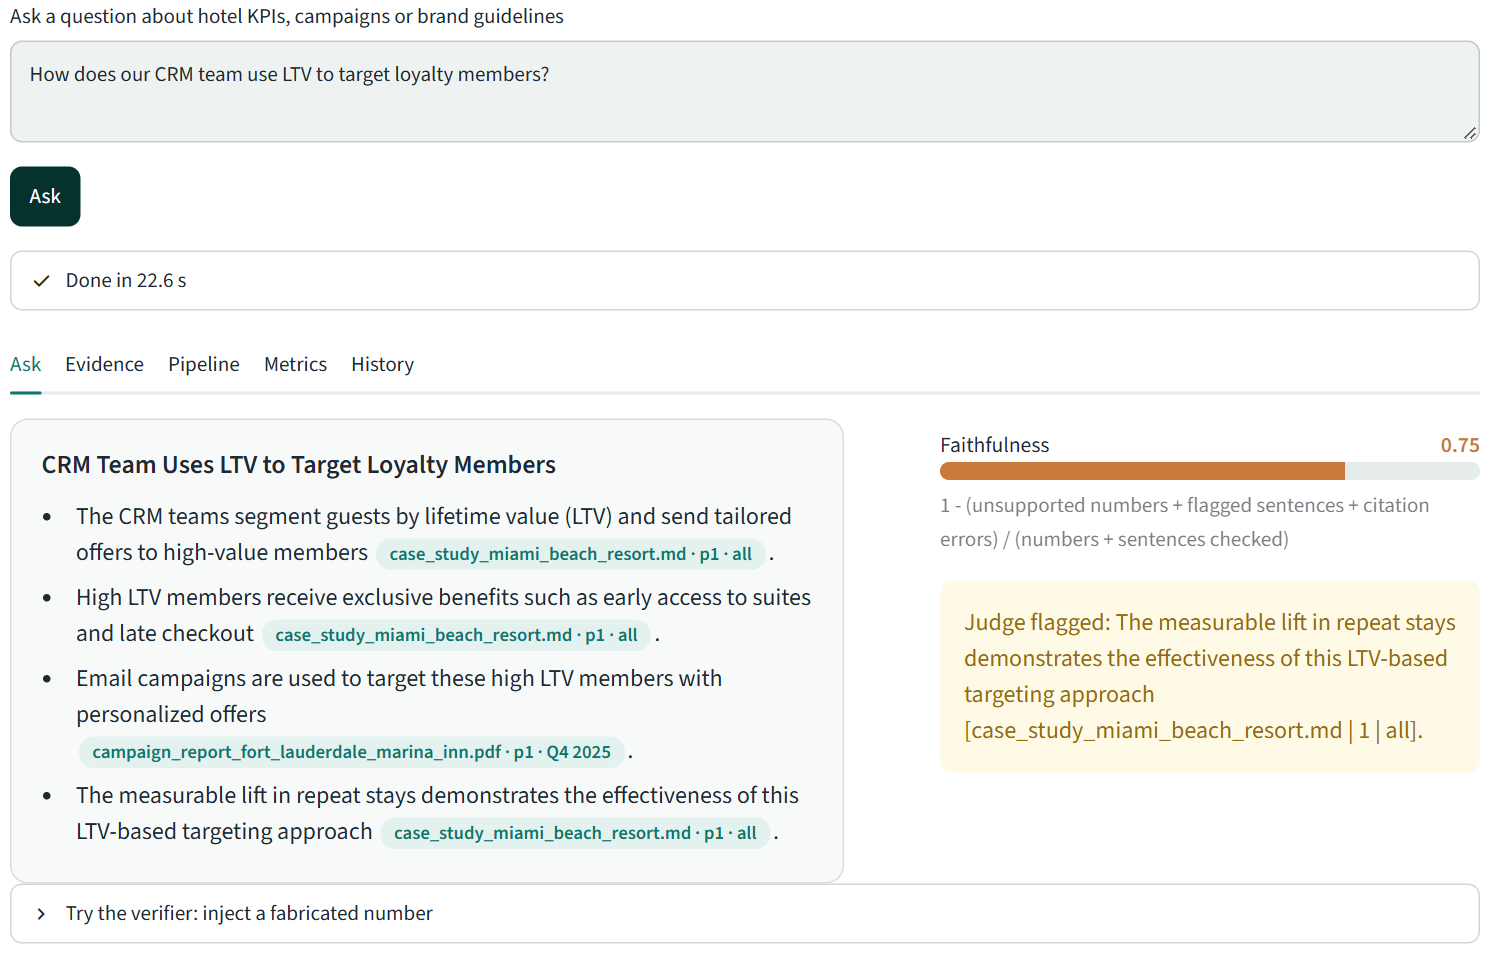 Ask a question about hotel KPIs, campaigns or brand guidelines
How does our CRM team use LTV to target loyalty members?
Ask
Done in 22.6 s
Ask Evidence Pipeline Metrics History
CRM Team Uses LTV to Target Loyalty Members
• The CRM teams segment guests by lifetime value (LTV) and send tailored
offers to high-value members case_study_miami_beach_resort.md · p1 · all .
• High LTV members receive exclusive benefits such as early access to suites
and late checkout case_study_miami_beach_resort.md · p1 · all .
• Email campaigns are used to target these high LTV members with
personalized offers
campaign_report_fort_lauderdale_marina_inn.pdf · p1 · Q4 2025 .
• The measurable lift in repeat stays demonstrates the effectiveness of this
LTV-based targeting approach case_study_miami_beach_resort.md · p1 · all .
Faithfulness 0.75
1 - (unsupported numbers + flagged sentences + citation
errors) / (numbers + sentences checked)
Judge flagged: The measurable lift in repeat stays
demonstrates the effectiveness of this LTV-based
targeting approach
[case_study_miami_beach_resort.md | 1 | all].
Try the verifier: inject a fabricated number